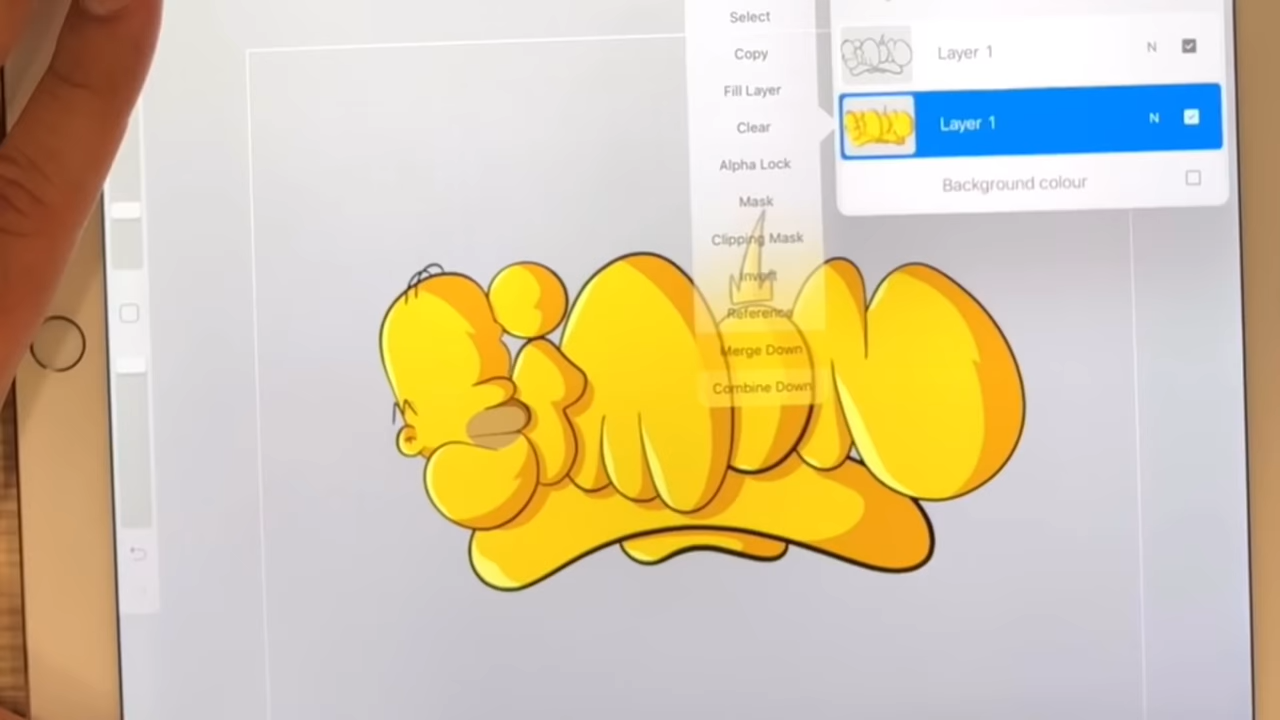 Select
Copy
Fill Layer
Clear
Alpha Lock
Mask
Clipping Mask
Invert
Reference
Merge Down
Combine Down
Layer 1 N
Layer 1 N
Background colour